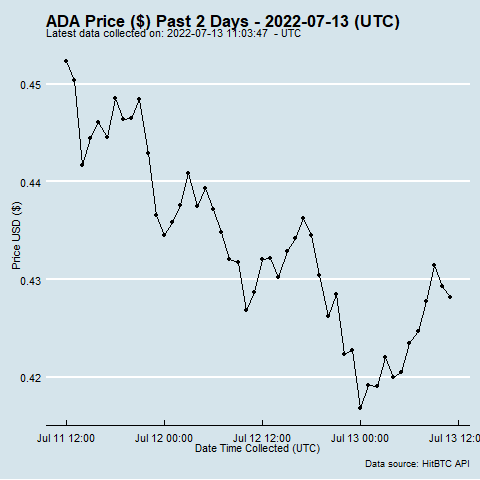 ADA Price ($) Past 2 Days - 2022-07-13 (UTC)
Latest data collected on: 2022-07-13 11:03:47 - UTC
Price USD ($)
0.45
0.44
0.43
0.42
Jul 11 12:00 Jul 12 00:00 Jul 12 12:00 Jul 13 00:00 Jul 13 12:00
Date Time Collected (UTC)
Data source: HitBTC API